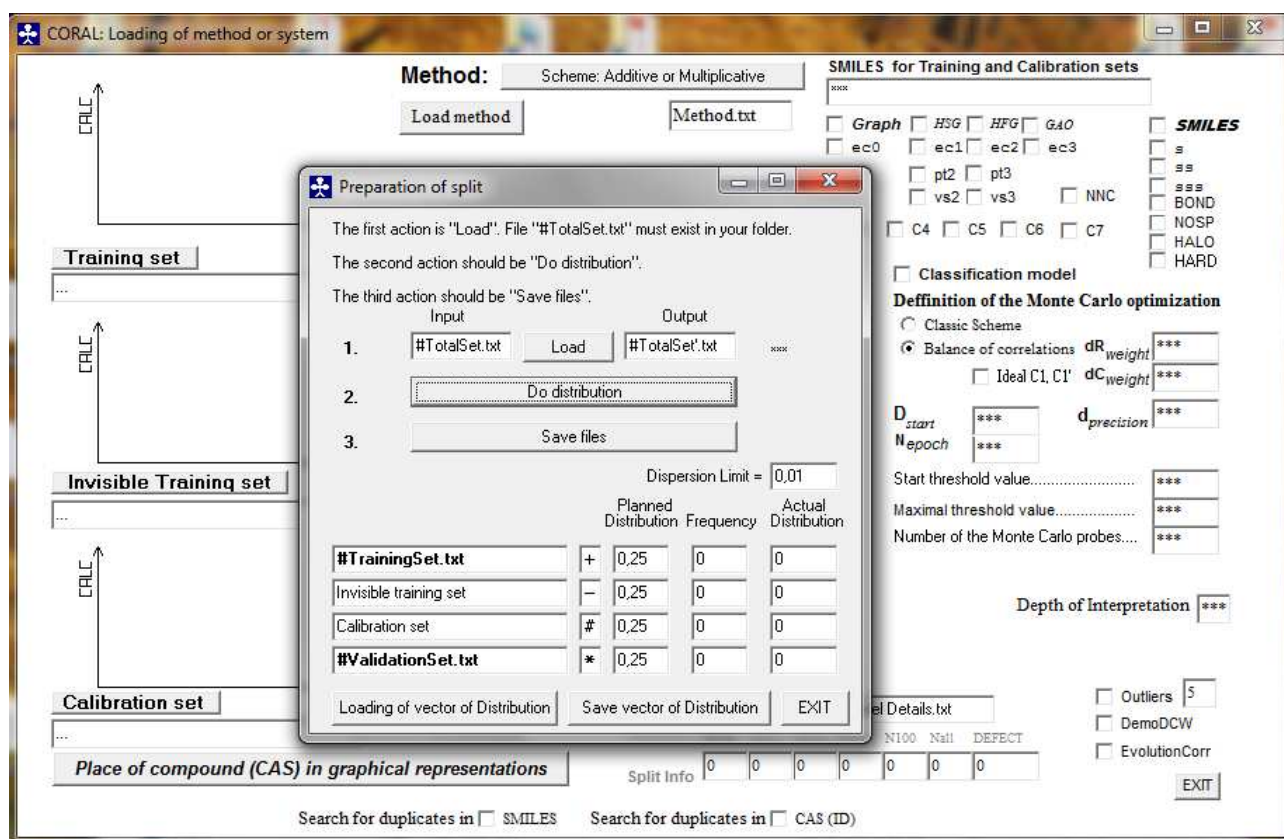 CORAL: Loading of method or system
Method:
Scheme: Additive or Multiplicative
Load method
Method.txt
SMILES for Training and Calibration sets
***
Graph HSG HFG GAO SMILES
ec0 ec1 ec2 ec3 s
pt2 pt3 ss
vs2 vs3 NNC sss
BOND
C4 C5 C6 C7 NOSP
HALO
HARD
CALC
Training set
...
CALC
Invisible Training set
...
CALC
Calibration set
...
Place of compound (CAS) in graphical representations
Preparation of split
The first action is "Load". File "#TotalSet.txt" must exist in your folder.
The second action should be "Do distribution".
The third action should be "Save files".
Input Output
1. #TotalSet.txt Load #TotalSet'.txt ***
2. Do distribution
3. Save files
Dispersion Limit = 0,01
Planned Distribution Frequency Actual Distribution
#TrainingSet.txt + 0,25 0 0
Invisible training set – 0,25 0 0
Calibration set # 0,25 0 0
#ValidationSet.txt * 0,25 0 0
Loading of vector of Distribution Save vector of Distribution EXIT
Classification model
Deffinition of the Monte Carlo optimization
Classic Scheme
Balance of correlations dRweight ***
Ideal C1, C1' dCweight ***
Dstart *** dprecision ***
Nepoch ***
Start threshold value........................ ***
Maximal threshold value................... ***
Number of the Monte Carlo probes.... ***
Depth of Interpretation ***
el Details.txt
Outliers 5
DemoDCW
EvolutionCorr
N100 Nall DEFECT
Split Info 0 0 0 0 0 0 0
EXIT
Search for duplicates in SMILES Search for duplicates in CAS (ID)